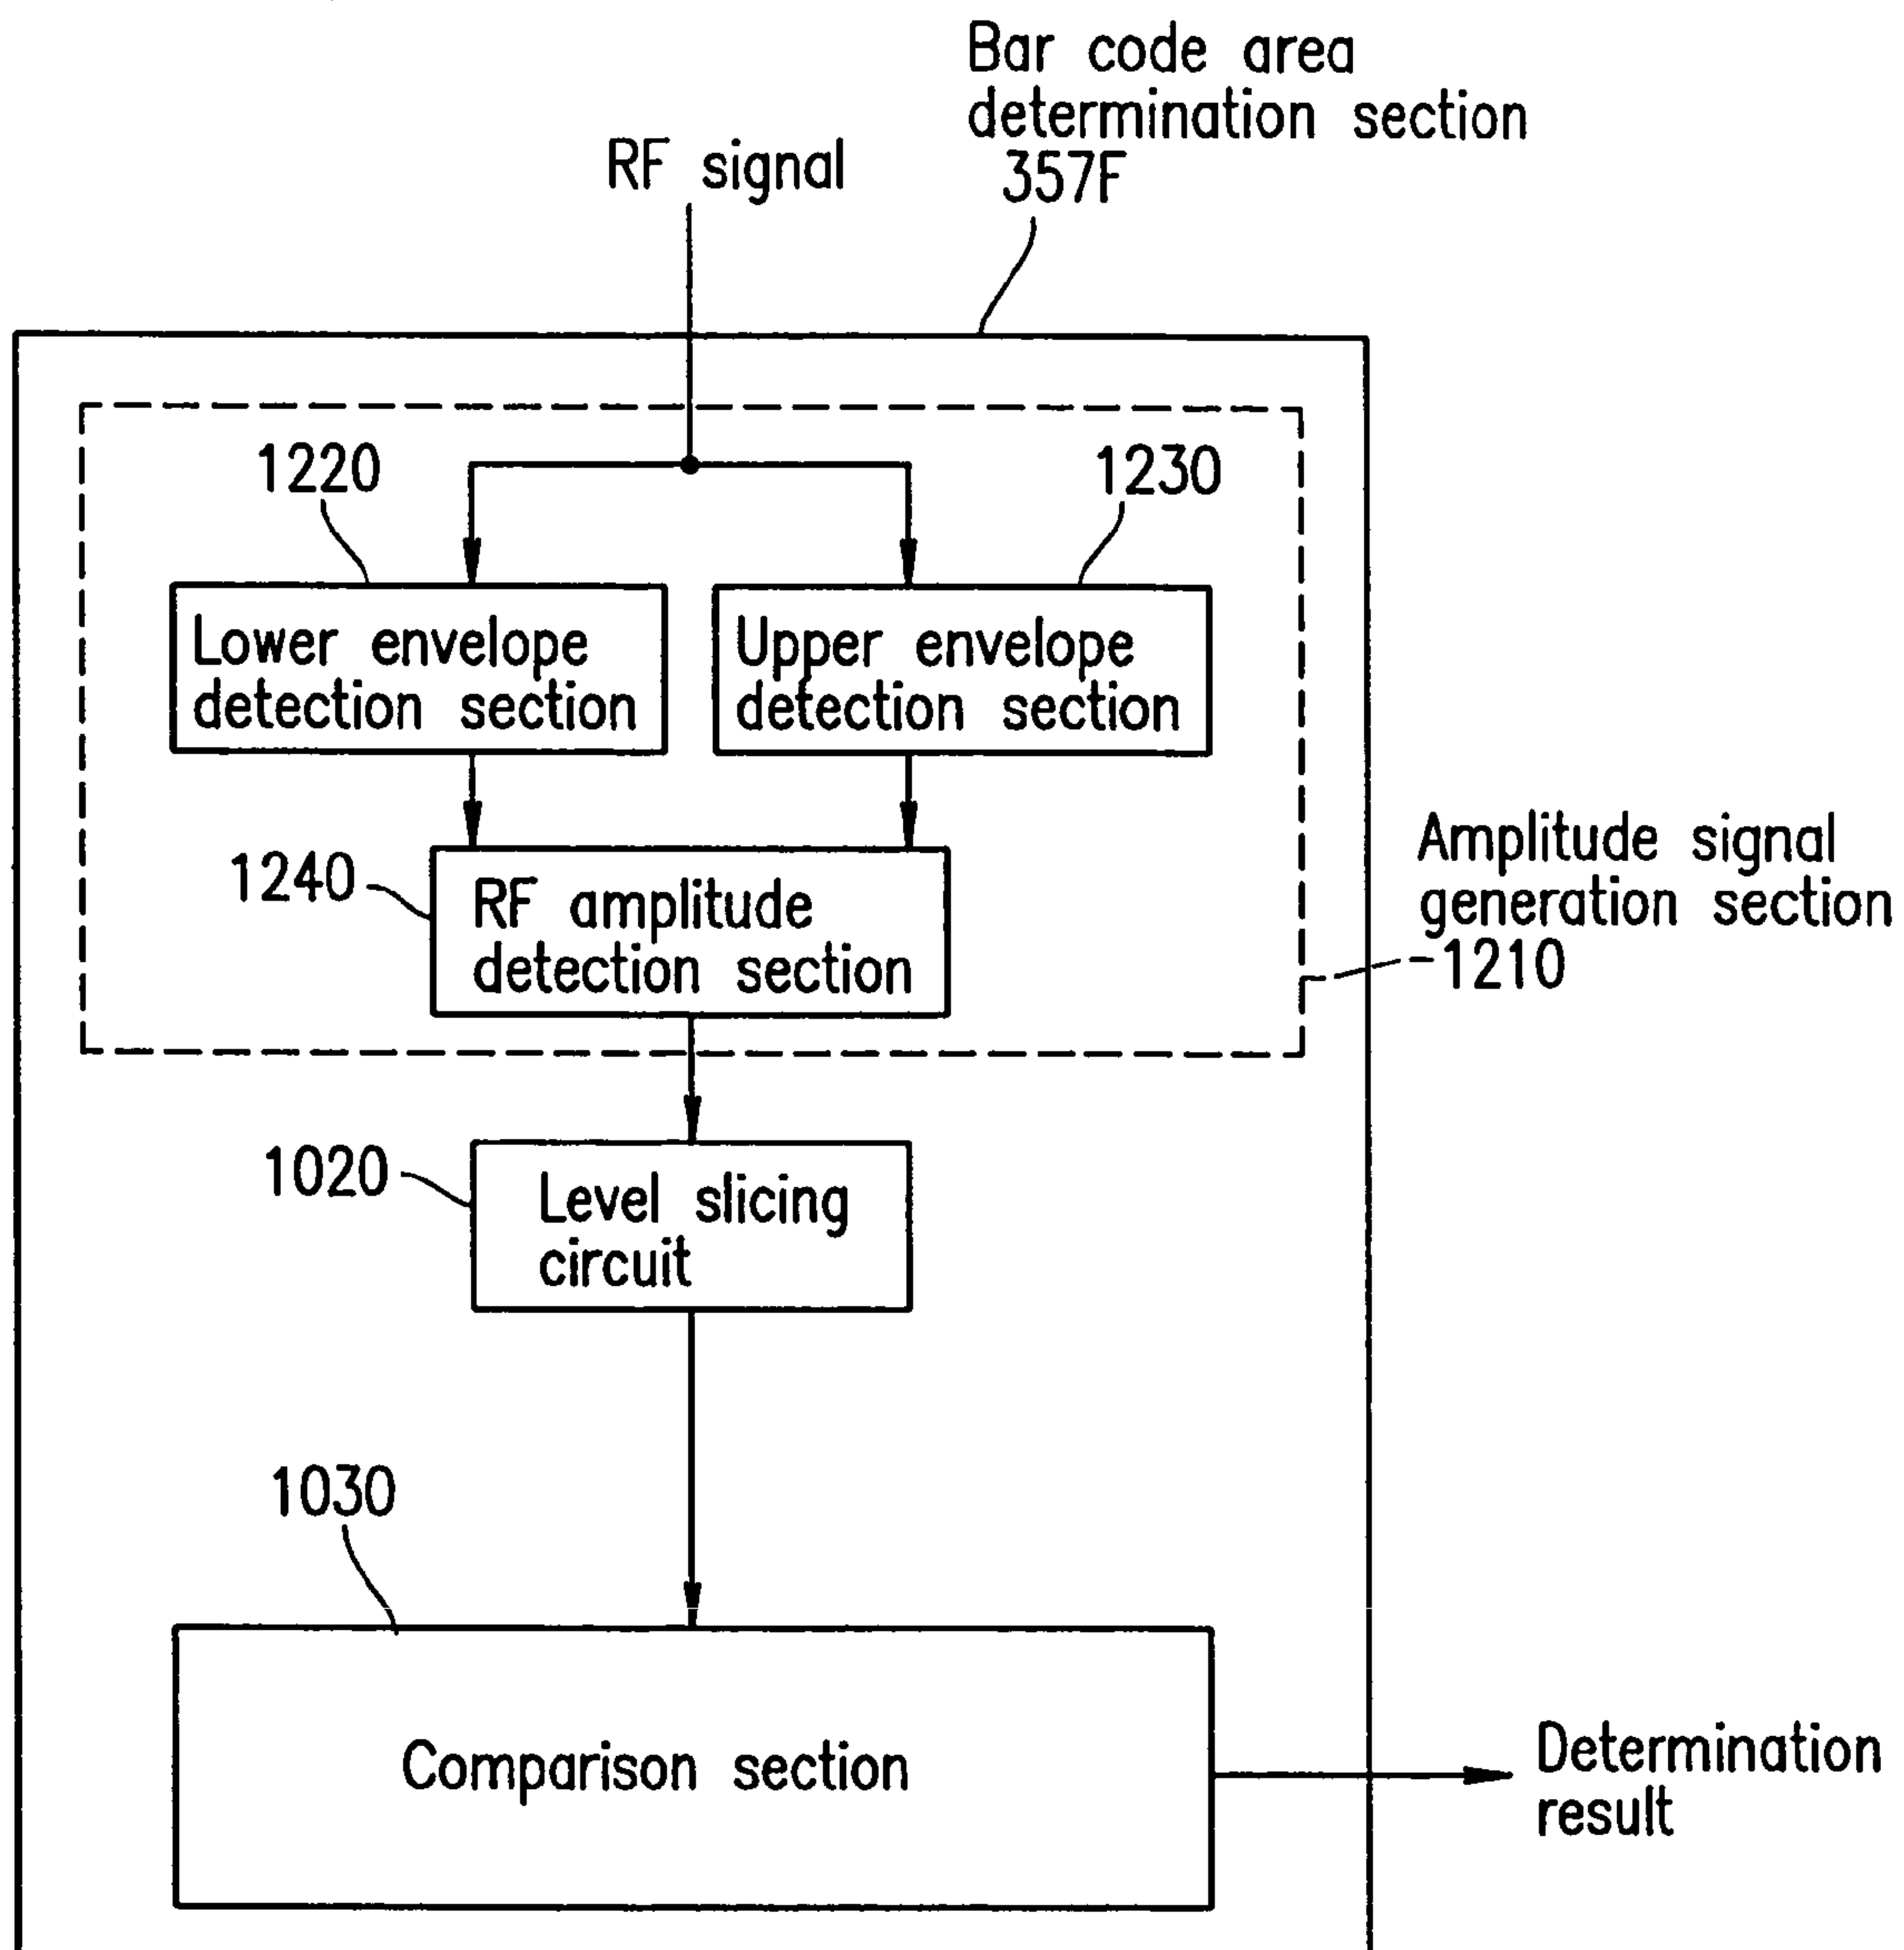 Bar code area
determination section
357F
RF signal
1220
1230
Lower envelope
detection section
Upper envelope
detection section
1240
RF amplitude
detection section
Amplitude signal
generation section
1210
1020
Level slicing
circuit
1030
Comparison section
Determination
result